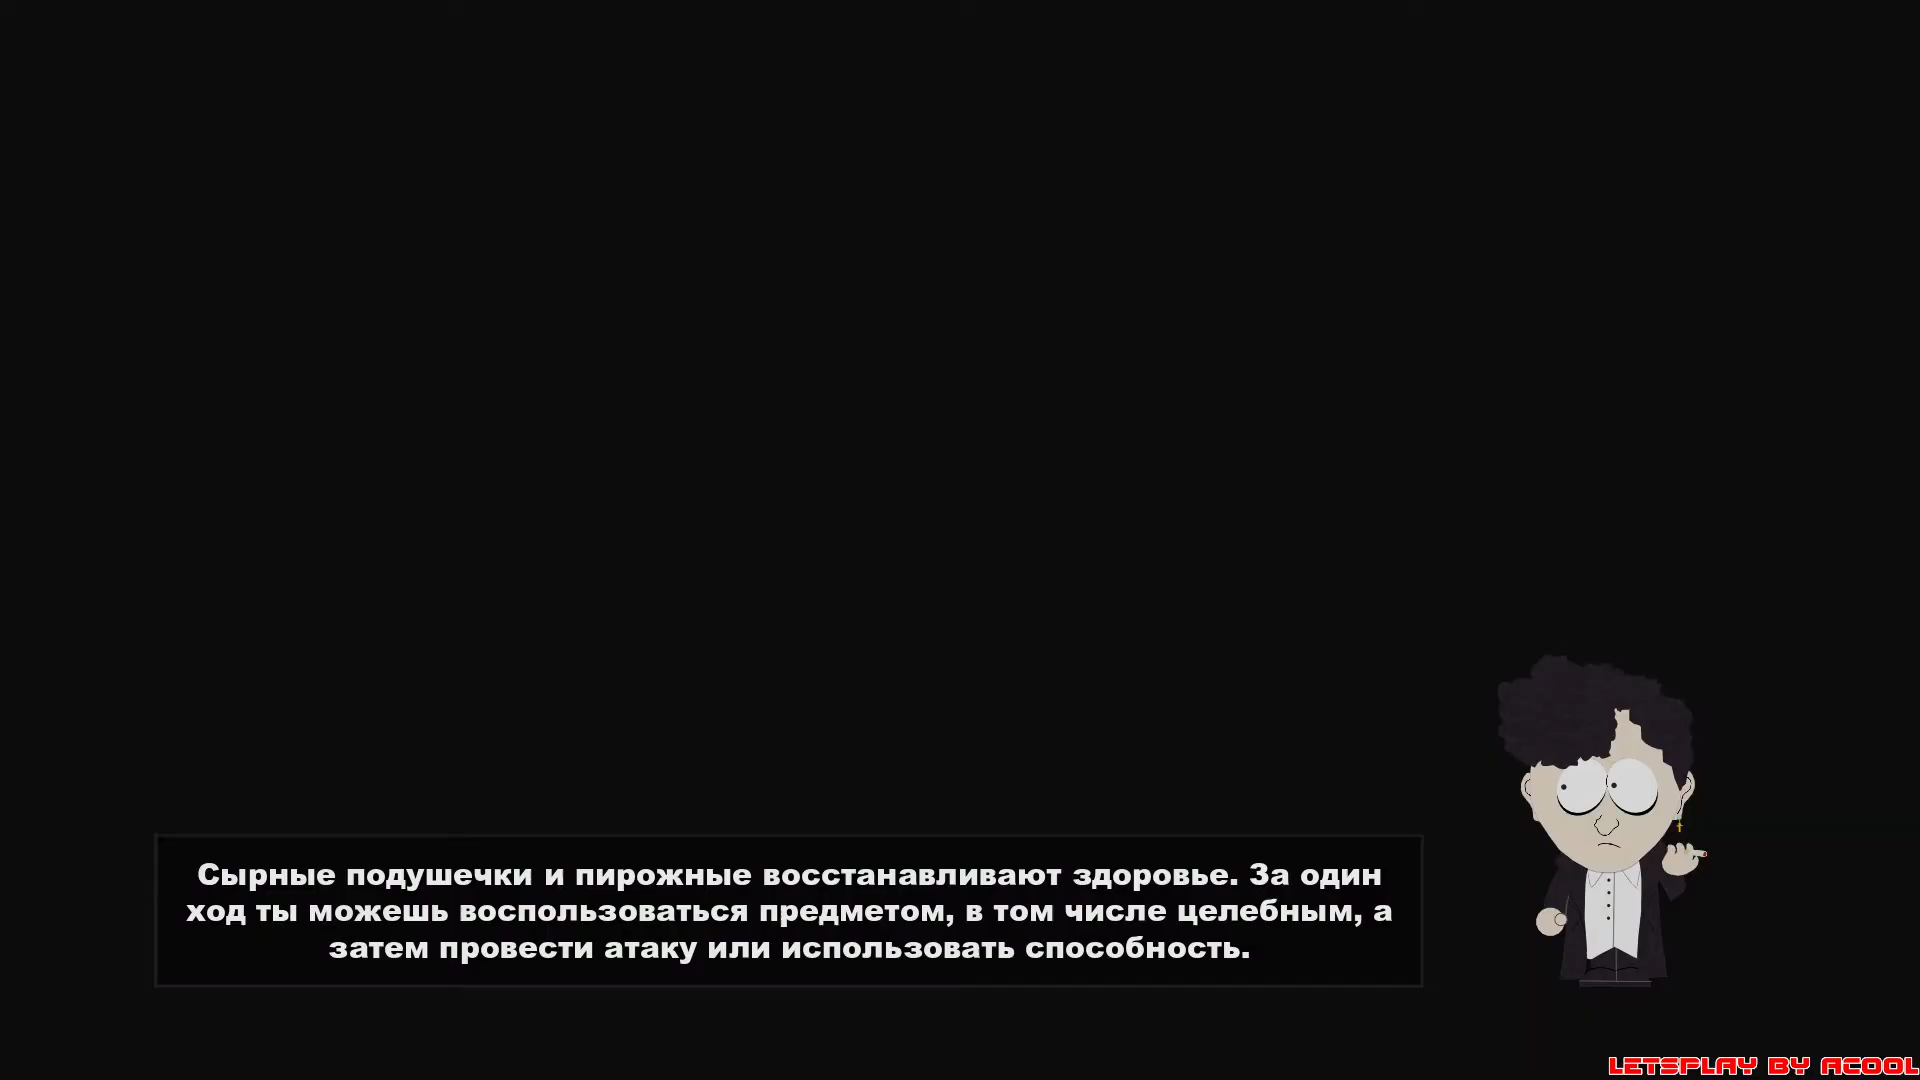 Сырные подушечки и пирожные восстанавливают здоровье. За один
ход ты можешь воспользоваться предметом, в том числе целебным, а
затем провести атаку или использовать способность.
LETSPLAY BY ACOOL